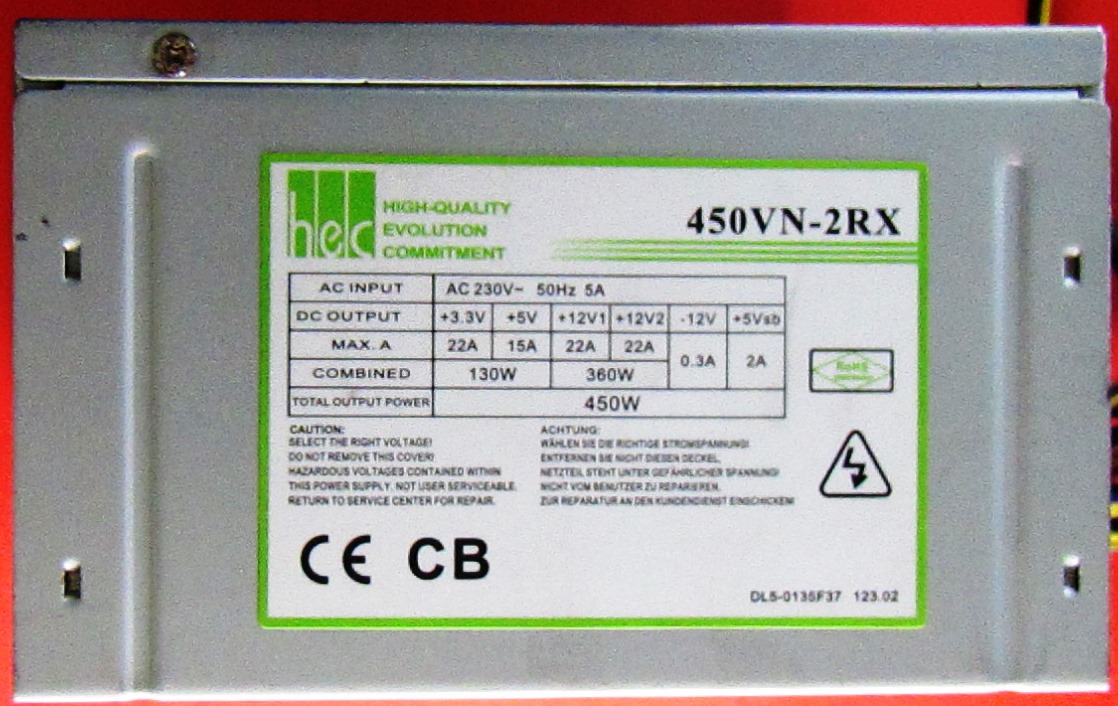 hec
HIGH-QUALITY
EVOLUTION
COMMITMENT
450VN-2RX
AC INPUT AC 230V~ 50Hz 5A
DC OUTPUT +3.3V +5V +12V1 +12V2 -12V +5Vsb
MAX. A 22A 15A 22A 22A 0.3A 2A
COMBINED 130W 360W
TOTAL OUTPUT POWER 450W
RoHS
CAUTION:
SELECT THE RIGHT VOLTAGE!
DO NOT REMOVE THIS COVER!
HAZARDOUS VOLTAGES CONTAINED WITHIN
THIS POWER SUPPLY. NOT USER SERVICEABLE.
RETURN TO SERVICE CENTER FOR REPAIR.
ACHTUNG:
WÄHLEN SIE DIE RICHTIGE STROMSPANNUNG!
ENTFERNEN SIE NICHT DIESEN DECKEL,
NETZTEIL STEHT UNTER GEFÄHRLICHER SPANNUNG!
NICHT VOM BENUTZER ZU REPARIEREN.
ZUR REPARATUR AN DEN KUNDENDIENST EINSCHICKEN!
CE CB
DL5-0135F37 123.02